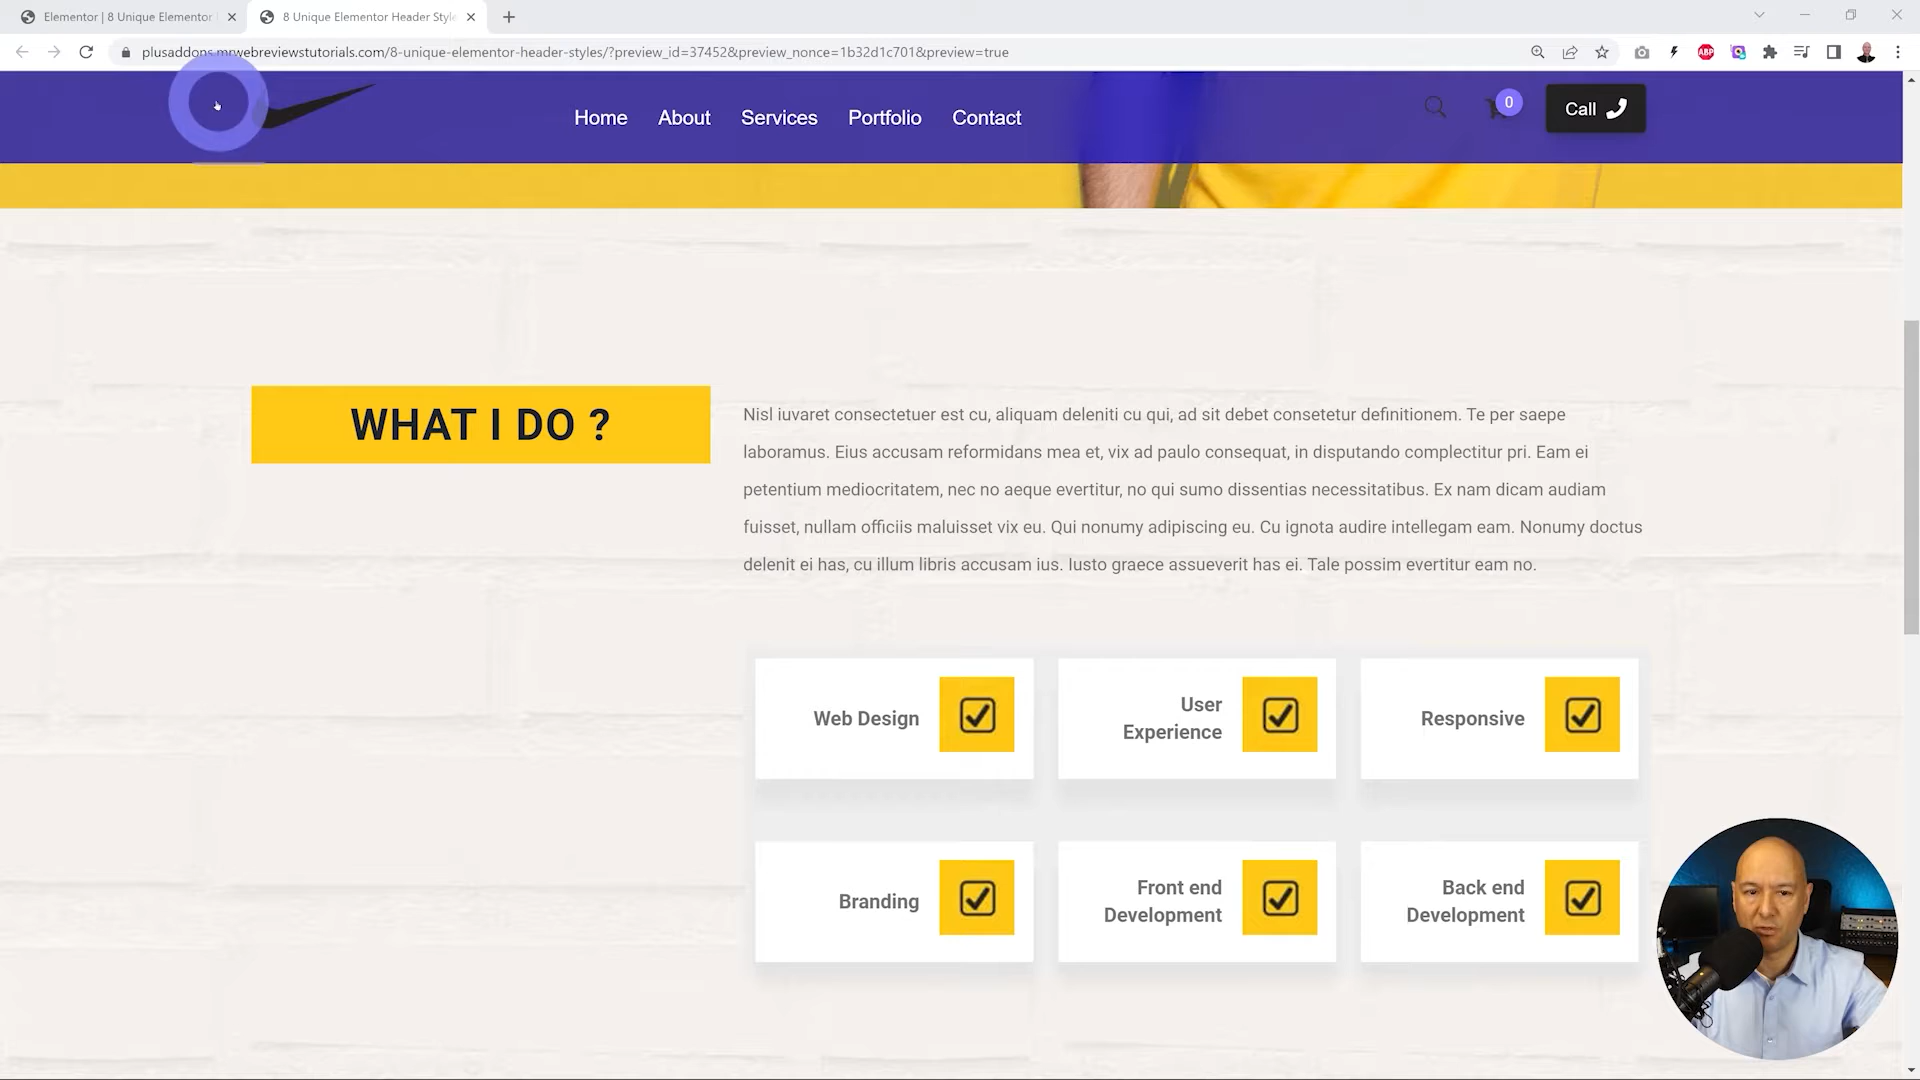 Elementor | 8 Unique Elementor
8 Unique Elementor Header Style
plusaddons.mrwebreviewstutorials.com/8-unique-elementor-header-styles/?preview_id=37452&preview_nonce=1b32d1c701&preview=true
ABP
Home About Services Portfolio Contact
0
Call
WHAT I DO ?
Nisl iuvaret consectetuer est cu, aliquam deleniti cu qui, ad sit debet consetetur definitionem. Te per saepe
laboramus. Eius accusam reformidans mea et, vix ad paulo consequat, in disputando complectitur pri. Eam ei
petentium mediocritatem, nec no aeque evertitur, no qui sumo dissentias necessitatibus. Ex nam dicam audiam
fuisset, nullam officiis maluisset vix eu. Qui nonumy adipiscing eu. Cu ignota audire intellegam eam. Nonumy doctus
delenit ei has, cu illum libris accusam ius. Iusto graece assueverit has ei. Tale possim evertitur eam no.
Web Design
User
Experience
Responsive
Branding
Front end
Development
Back end
Development